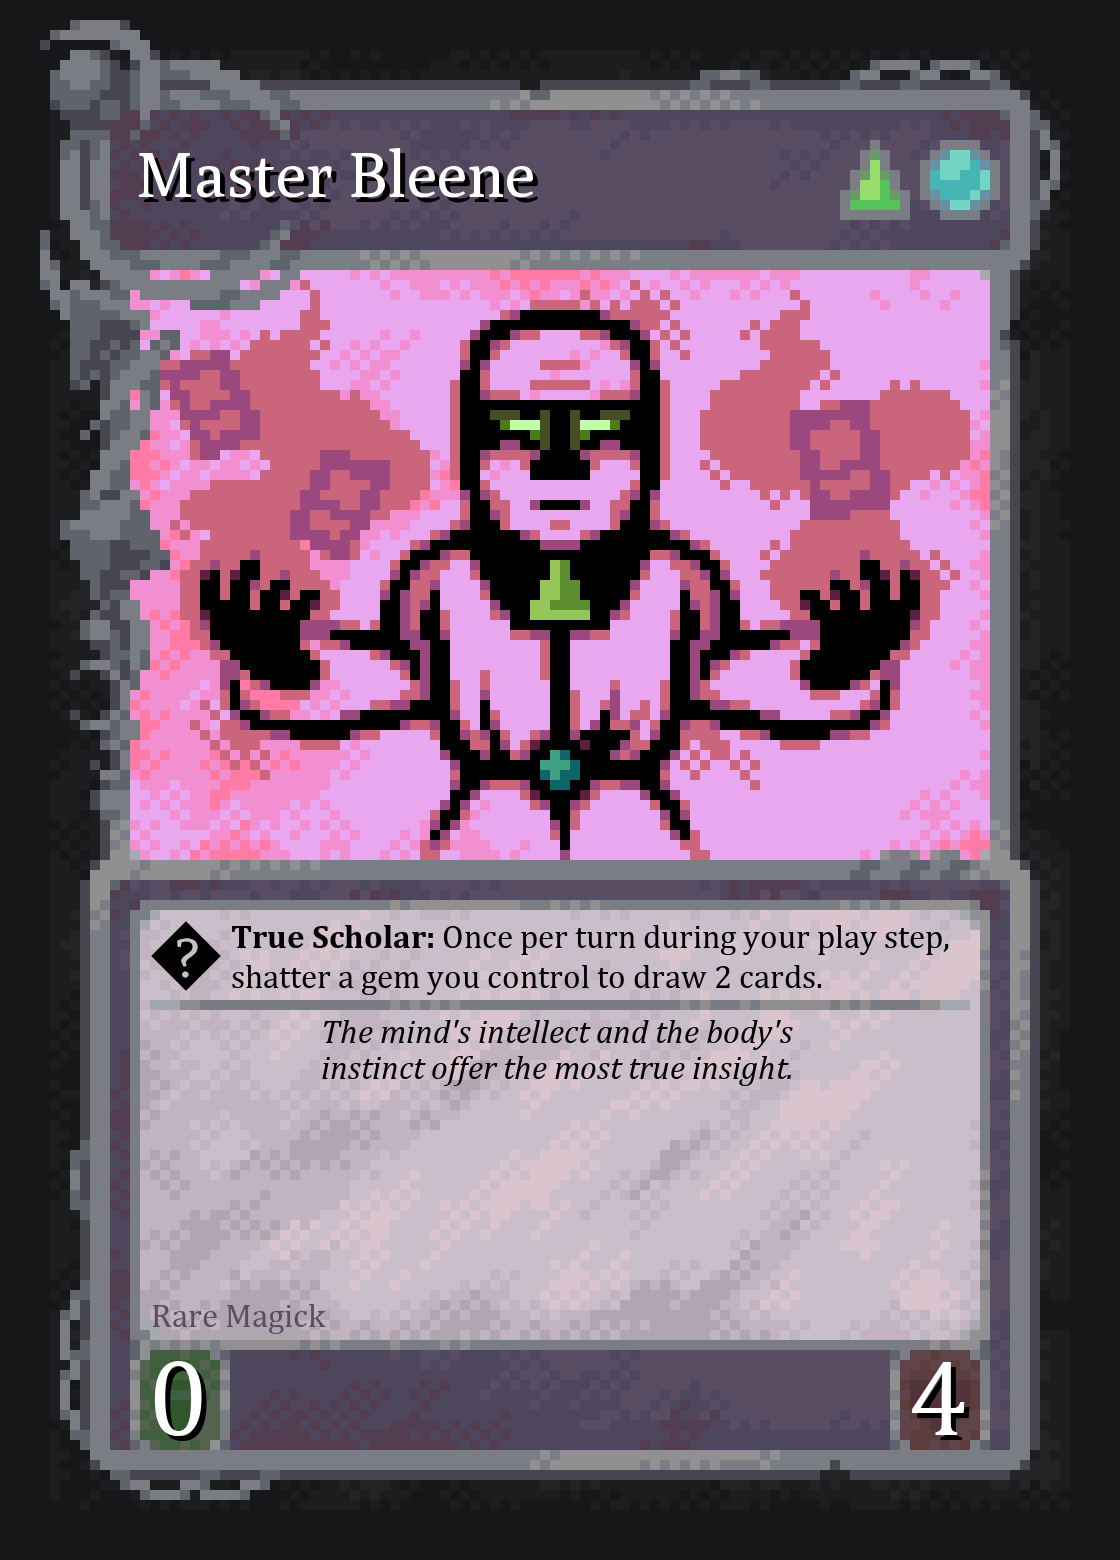 Master Bleene
? True Scholar: Once per turn during your play step,
shatter a gem you control to draw 2 cards.
The mind's intellect and the body's
instinct offer the most true insight.
Rare Magick
0
4